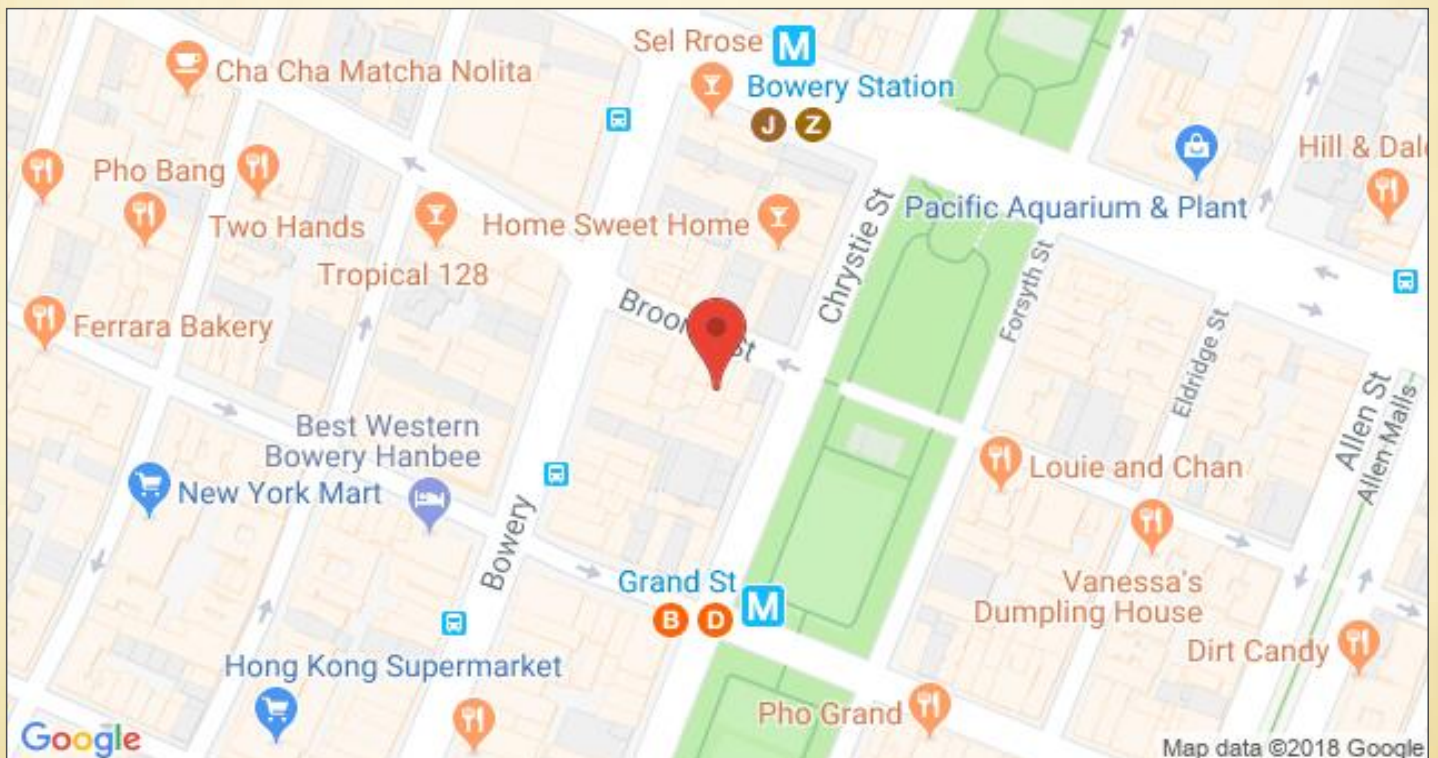 Sel Rrose M
Cha Cha Matcha Nolita
Bowery Station
J Z
Hill & Dal
Pho Bang
Two Hands
Home Sweet Home
Chrystie St
Pacific Aquarium & Plant
Tropical 128
Forsyth St
Ferrara Bakery
St
Eldridge St
Allen St
Allen Malls
Best Western
Bowery Hanbee
New York Mart
Louie and Chan
Bowery
Grand St M
B D
Vanessa's
Dumpling House
Dirt Candy
Hong Kong Supermarket
Pho Grand
Google
Map data ©2018 Google